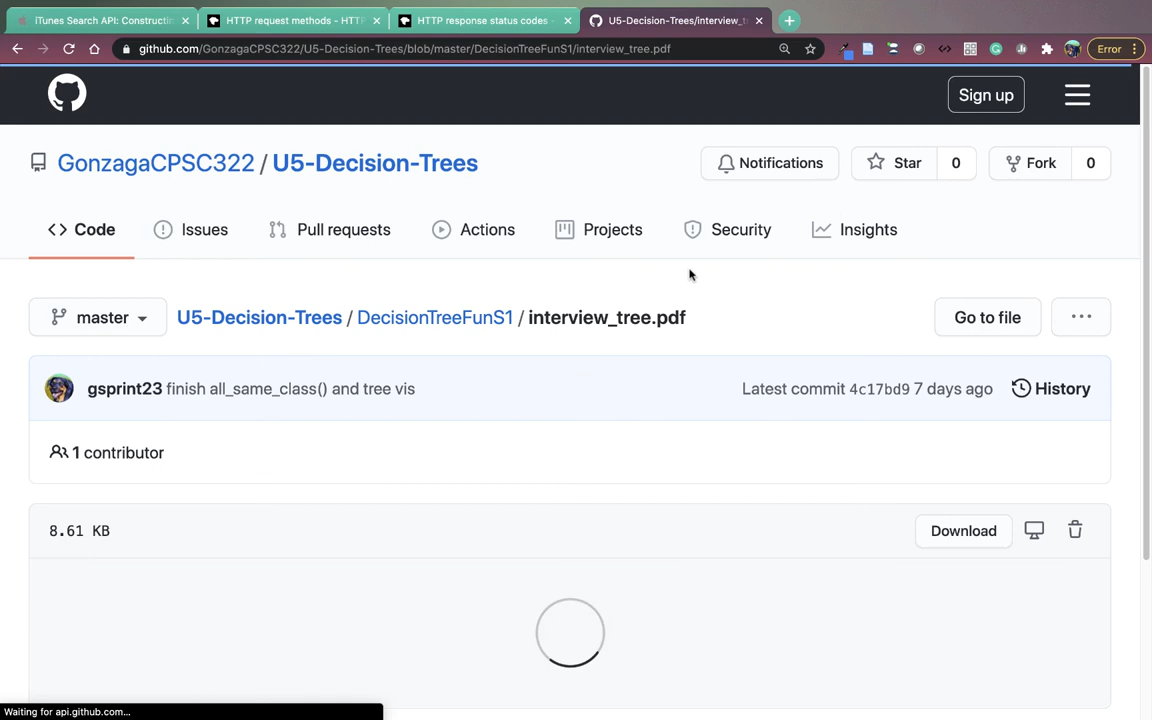 iTunes Search API: Constructin
HTTP request methods - HTTP
HTTP response status codes -
U5-Decision-Trees/interview_tr
github.com/GonzagaCPSC322/U5-Decision-Trees/blob/master/DecisionTreeFunS1/interview_tree.pdf
Error
Sign up
GonzagaCPSC322 / U5-Decision-Trees
Notifications
Star
0
Fork
0
Code
Issues
Pull requests
Actions
Projects
Security
Insights
master
U5-Decision-Trees / DecisionTreeFunS1 / interview_tree.pdf
Go to file
gsprint23 finish all_same_class() and tree vis
Latest commit 4c17bd9 7 days ago
History
1 contributor
8.61 KB
Download
Waiting for api.github.com...